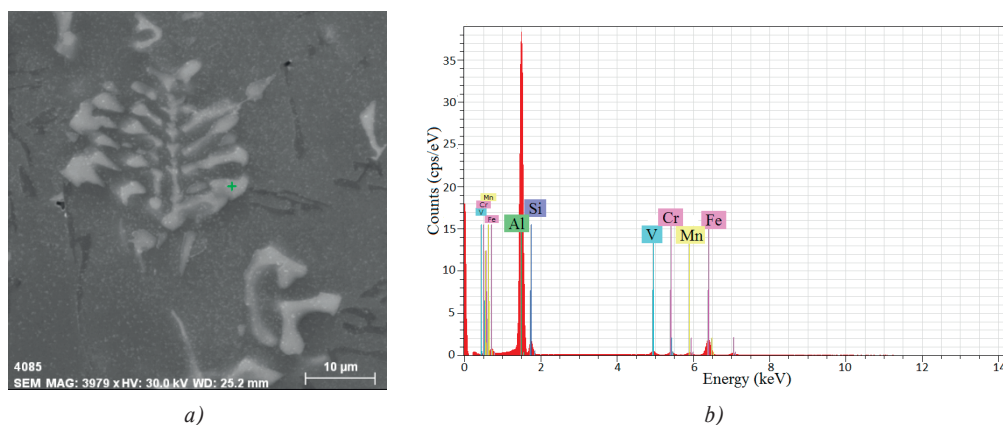 4085
SEM MAG: 3979 x HV: 30.0 kV WD: 25.2 mm
10 µm
a)
Counts (cps/eV)
35
30
25
20
15
10
5
0
Mn
Cr
V
Fe
Al
Si
V
Cr
Mn
Fe
0 2 4 6 8 10 12 14
Energy (keV)
b)